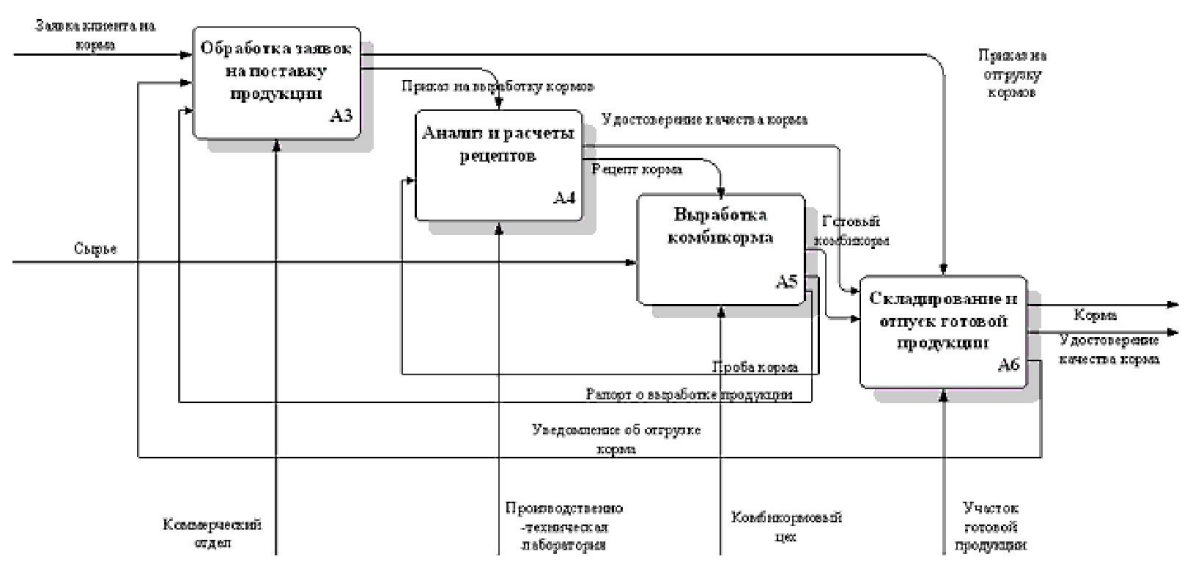 Заявка клиента на
корма
Обработка заявок
на поставку
продукции
А3
Приказ на
отгрузку
кормов
Приказ на выработку кормов
Анализ и расчеты
рецептов
А4
Удостоверение качества корма
Рецепт корма
Выработка
комбикорма
А5
Готовый
комбикорм
Сырье
Складирование и
отпуск готовой
продукции
А6
Корма
Удостоверение
качества корма
Проба корма
Рапорт о выработке продукции
Уведомление об отгрузке
корма
Коммерческий
отдел
Производственно
-техническая
лаборатория
Комбикормовый
цех
Участок
готовой
продукции